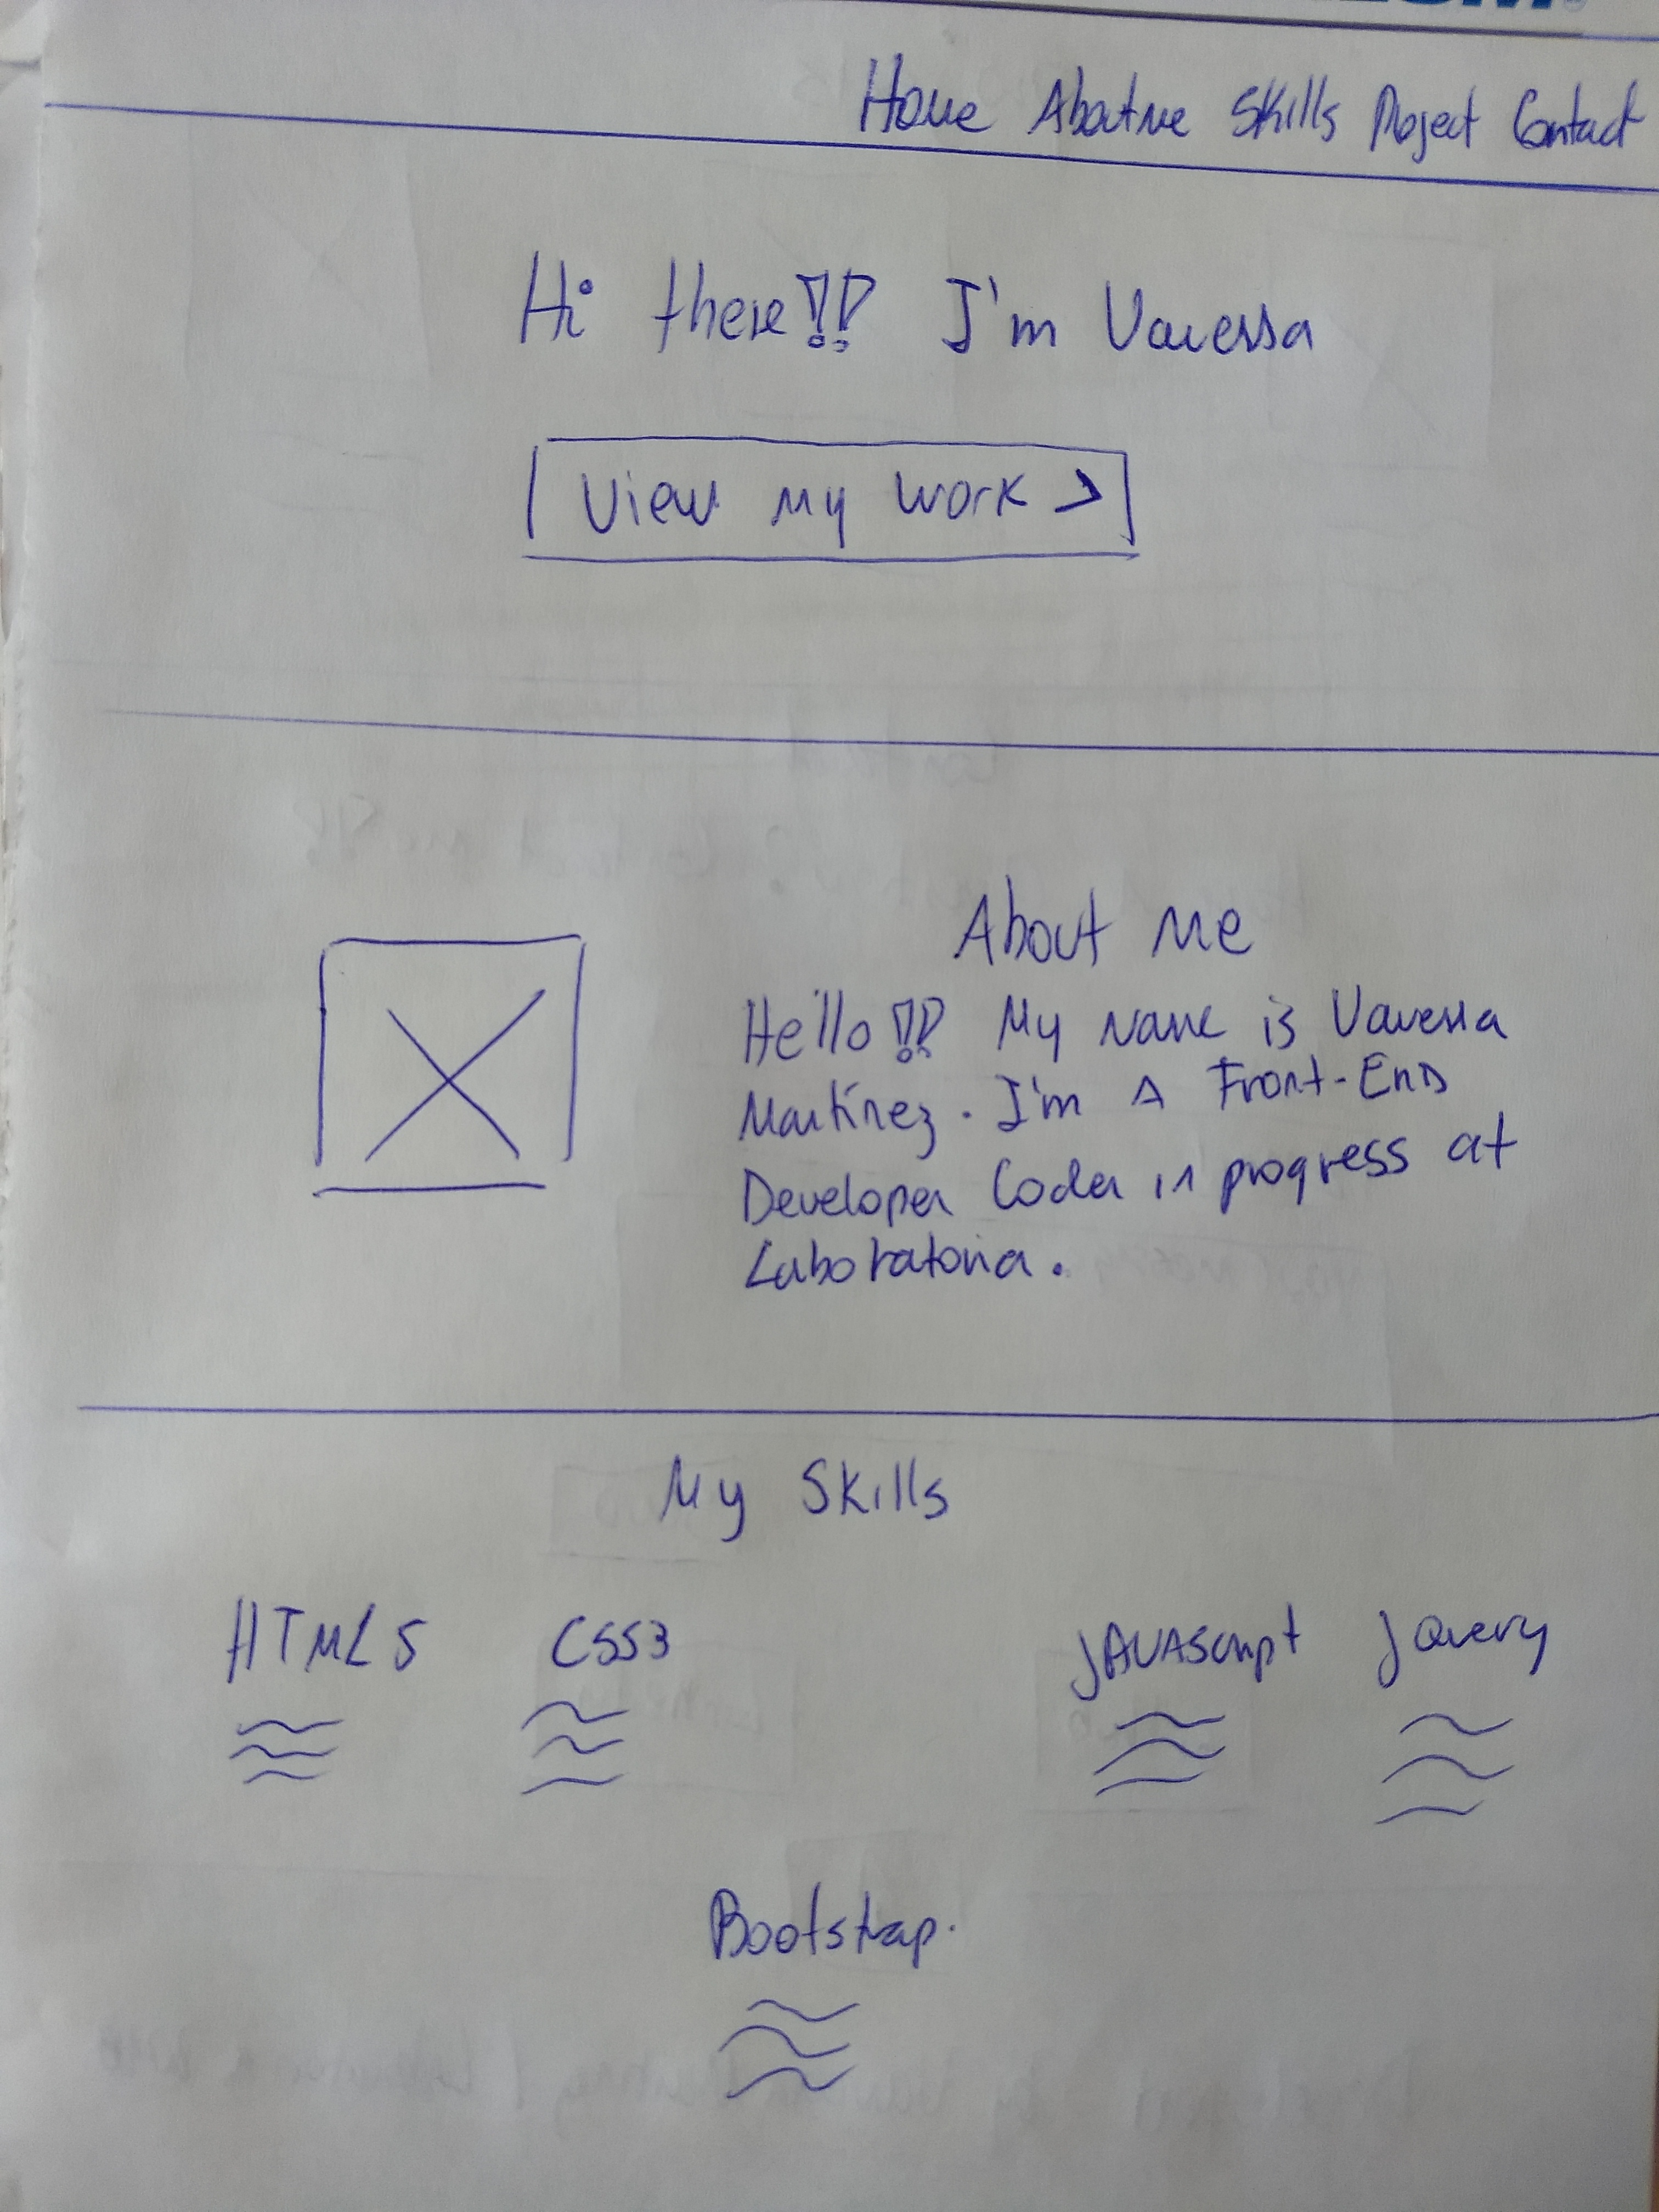 Home Aboutme Skills Project Contact
Hi there!! I'm Vanessa
View my work >
About Me
Hello!! My name is Vanessa
Martínez. I'm A Front-End
Developer Coder in progress at
Laboratoria.
My Skills
HTML5 CSS3 JAVAScript JQuery
Bootstrap.